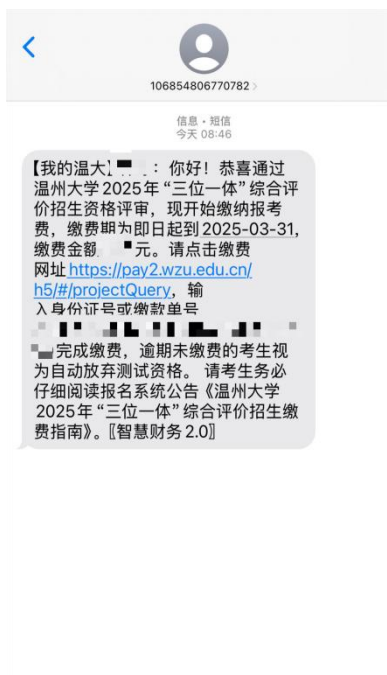 106854806770782
信息・短信
今天 08:46
【我的温大】 ：你好！恭喜通过
温州大学2025年“三位一体”综合评
价招生资格评审，现开始缴纳报考
费，缴费期为即日起到2025-03-31，
缴费金额 元。请点击缴费
网址https://pay2.wzu.edu.cn/
h5/#/projectQuery，输
入身份证号或缴款单号
完成缴费，逾期未缴费的考生视
为自动放弃测试资格。 请考生务必
仔细阅读报名系统公告《温州大学
2025年“三位一体”综合评价招生缴
费指南》。〖智慧财务2.0〗